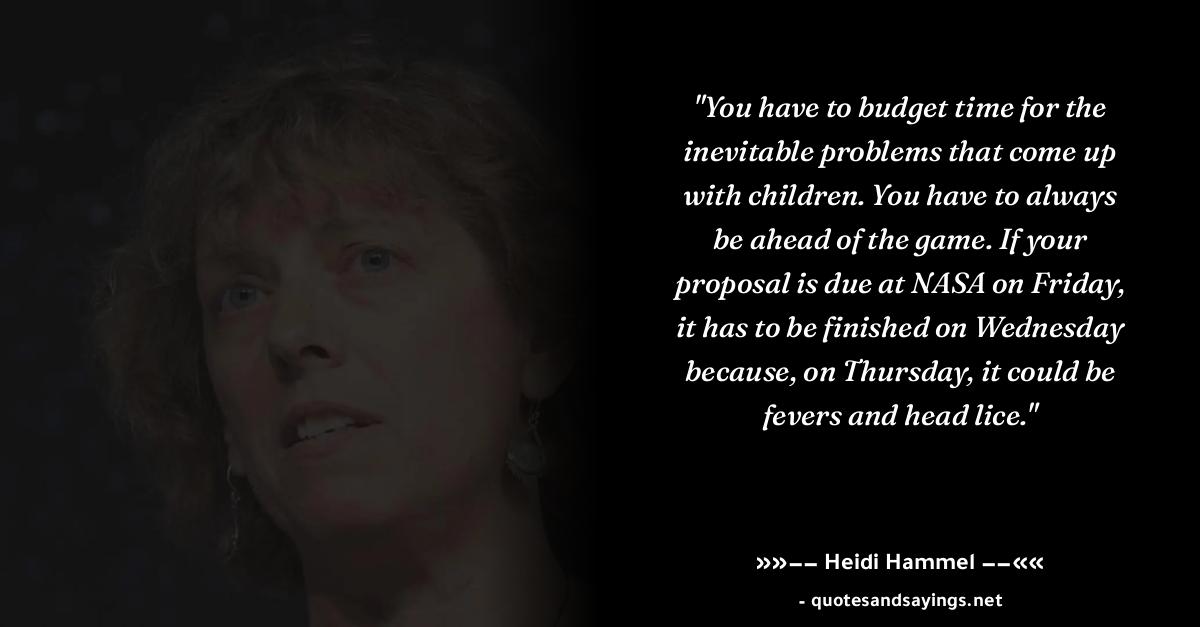 "You have to budget time for the
inevitable problems that come up
with children. You have to always
be ahead of the game. If your
proposal is due at NASA on Friday,
it has to be finished on Wednesday
because, on Thursday, it could be
fevers and head lice."
»»−− Heidi Hammel −−««
- quotesandsayings.net